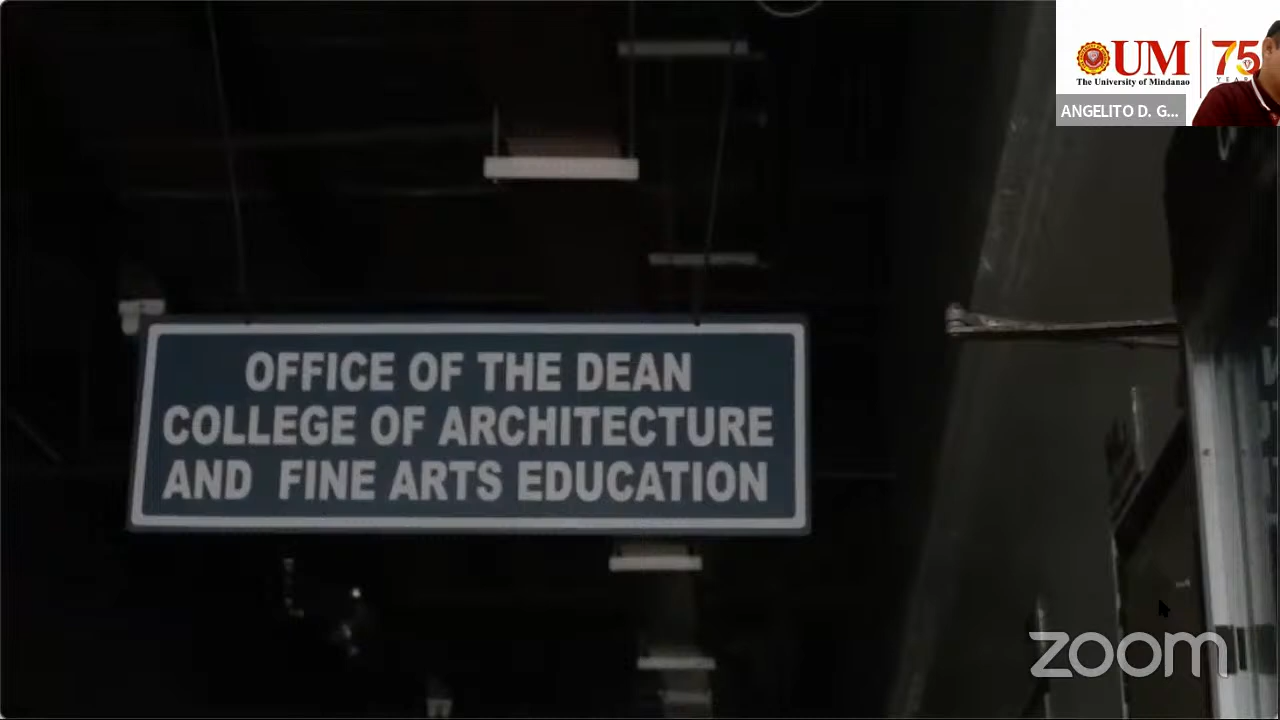 UM
The University of Mindanao
75
ANGELITO D. G...
OFFICE OF THE DEAN
COLLEGE OF ARCHITECTURE
AND FINE ARTS EDUCATION
zoom